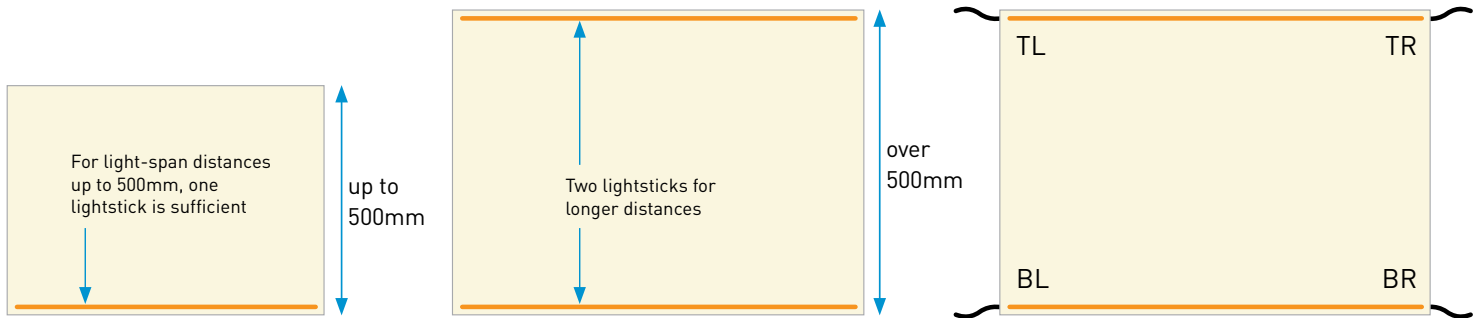 For light-span distances
up to 500mm, one
lightstick is sufficient
up to
500mm
Two lightsticks for
longer distances
over
500mm
TL
TR
BL
BR